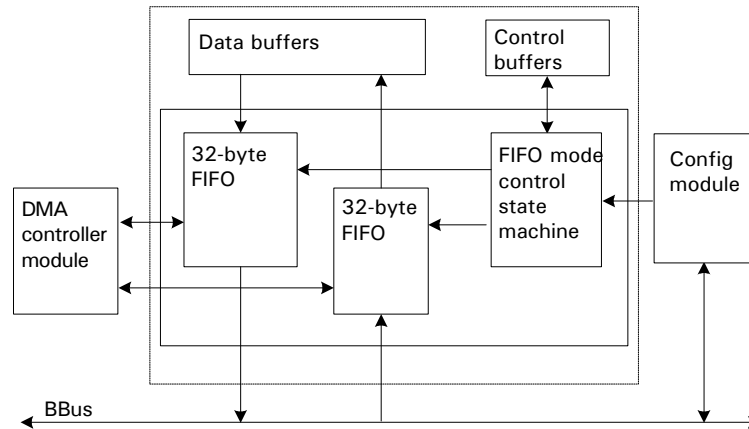 Data buffers
Control
buffers
32-byte
FIFO
32-byte
FIFO
FIFO mode
control
state
machine
Config
module
DMA
controller
module
BBus